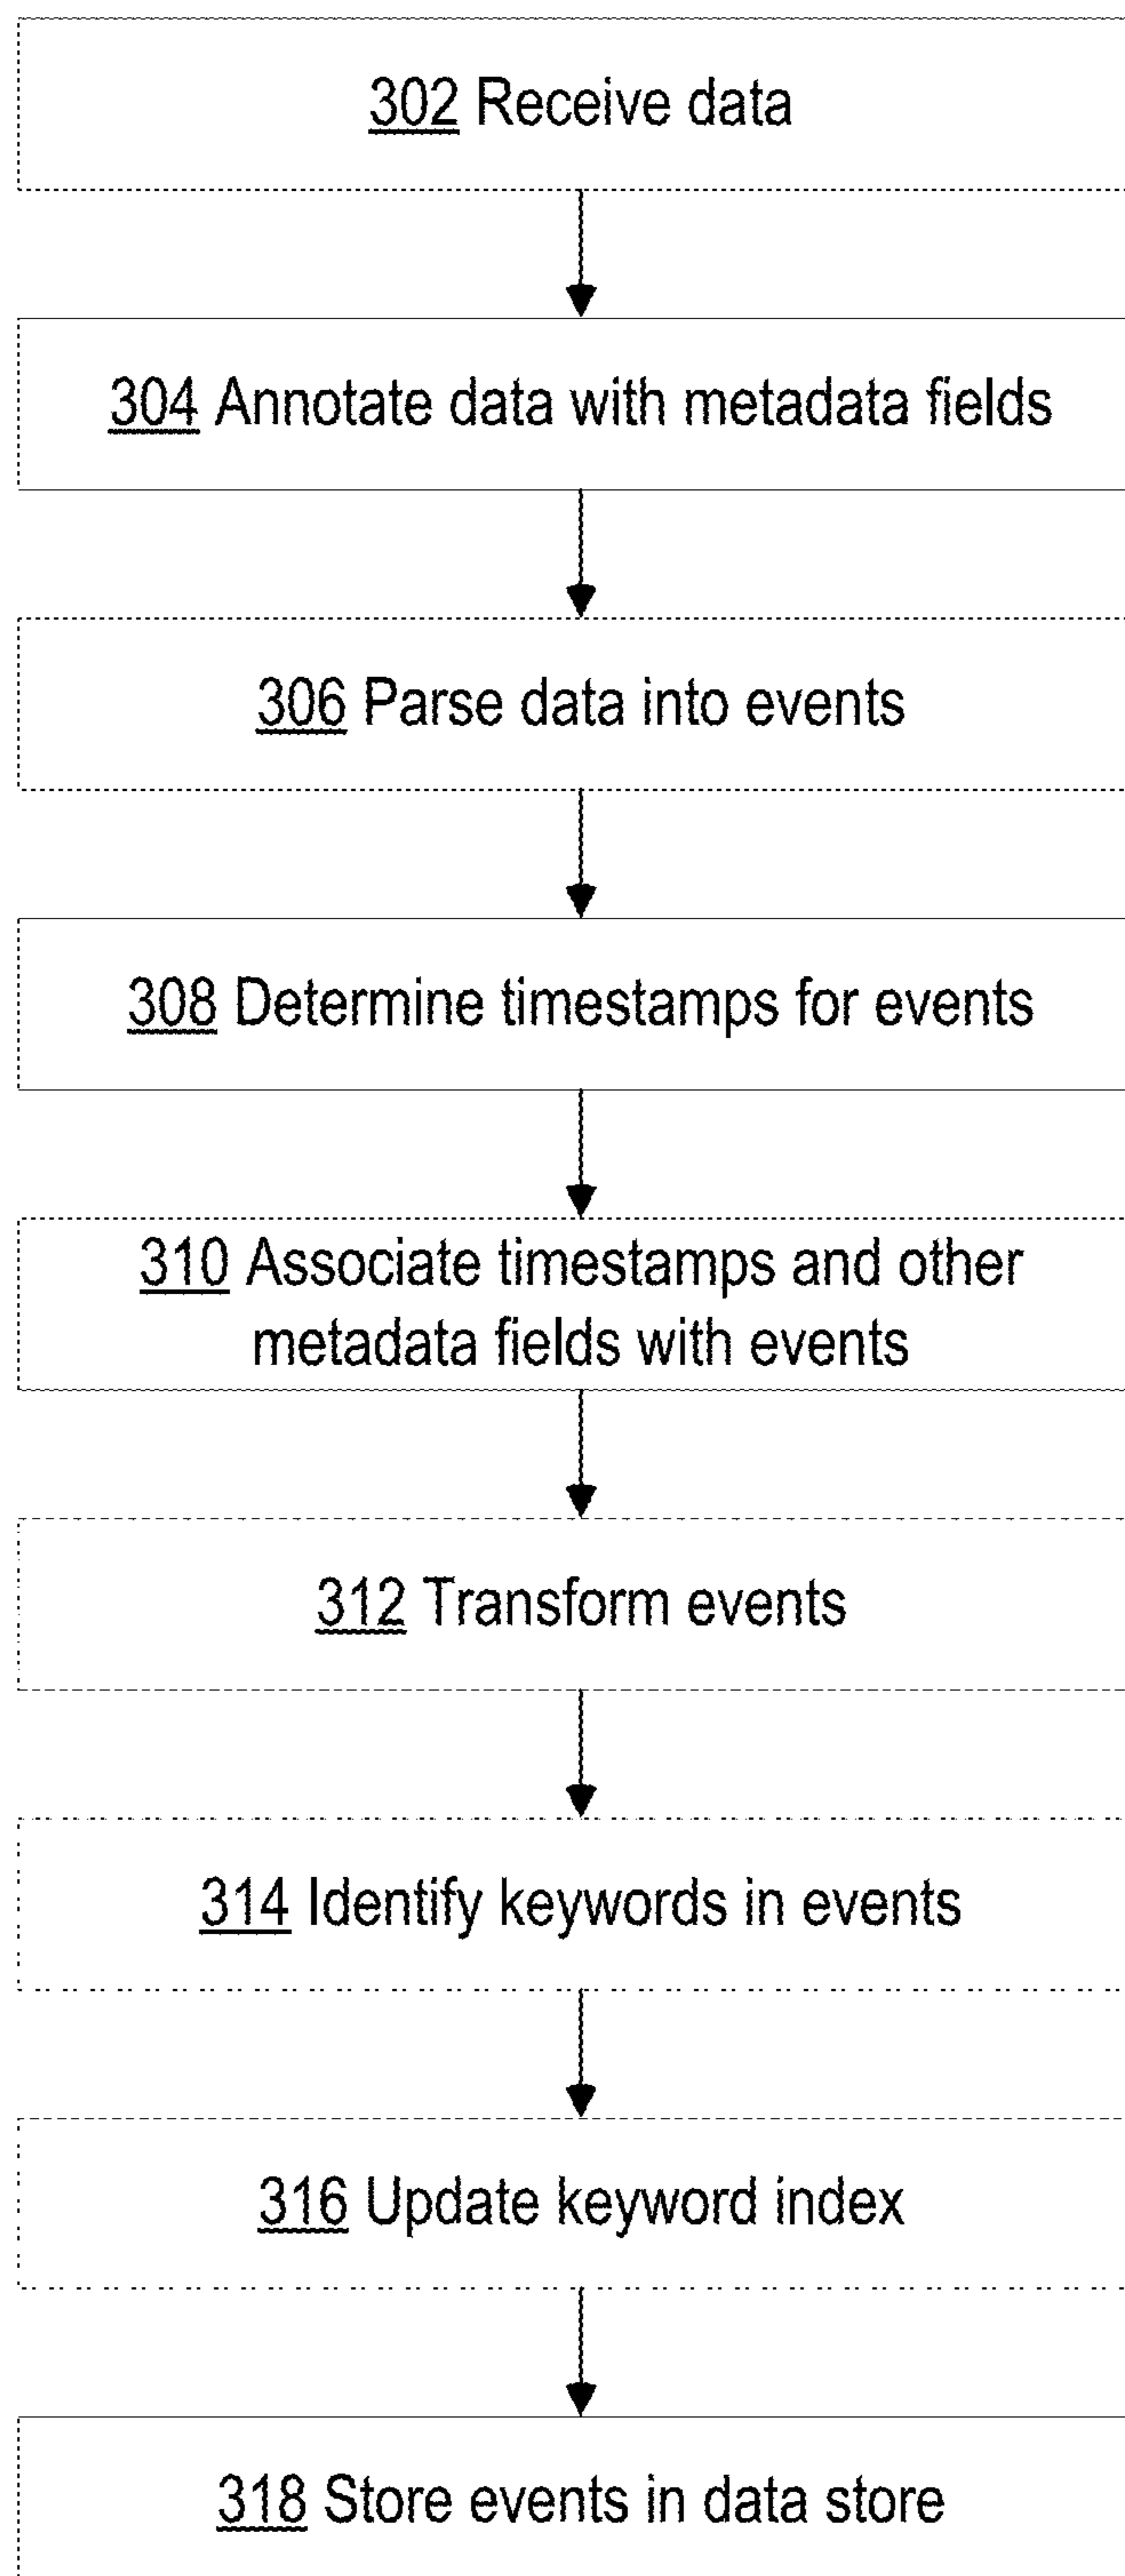 302 Receive data
304 Annotate data with metadata fields
306 Parse data into events
308 Determine timestamps for events
310 Associate timestamps and other
metadata fields with events
312 Transform events
314 Identify keywords in events
316 Update keyword index
318 Store events in data store